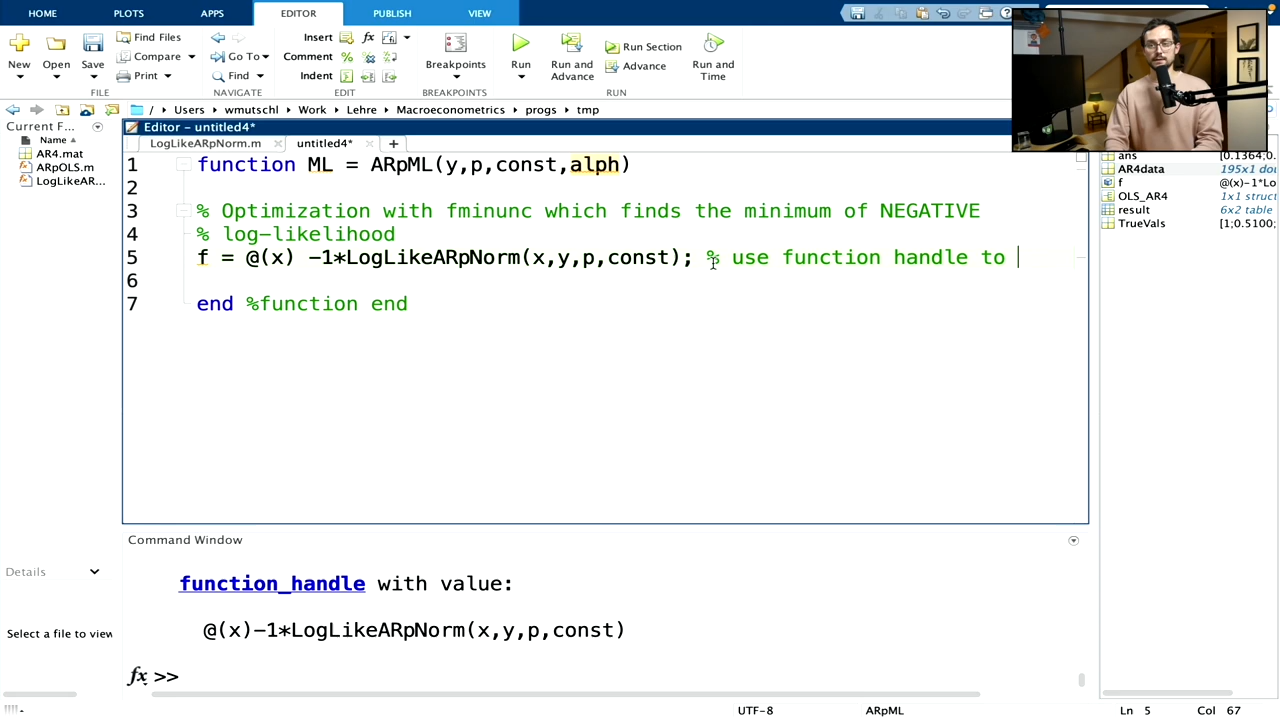 HOME PLOTS APPS EDITOR PUBLISH VIEW
New Open Save
Find Files
Compare
Print
FILE
Go To
Find
NAVIGATE
Insert fx
Comment % %
Indent
EDIT
Breakpoints
BREAKPOINTS
Run
Run and Advance
Run Section
Advance
Run and Time
RUN
/ Users wmutschl Work Lehre Macroeconometrics progs tmp
Current F...
Name
AR4.mat
ARpOLS.m
LogLikeAR...
Details
Select a file to view
Editor - untitled4*
LogLikeARpNorm.m untitled4* +
1 function ML = ARpML(y,p,const,alph)
2
3 % Optimization with fminunc which finds the minimum of NEGATIVE
4 % log-likelihood
5 f = @(x) -1*LogLikeARpNorm(x,y,p,const); % use function handle to
6
7 end %function end
Command Window
function_handle with value:
@(x)-1*LogLikeARpNorm(x,y,p,const)
fx >>
ans [0.1364;0.5100;
AR4data 195x1 dou
f @(x)-1*Lo
OLS_AR4 1x1 struct
result 6x2 table
TrueVals [1;0.5100;
UTF-8 ARpML Ln 5 Col 67